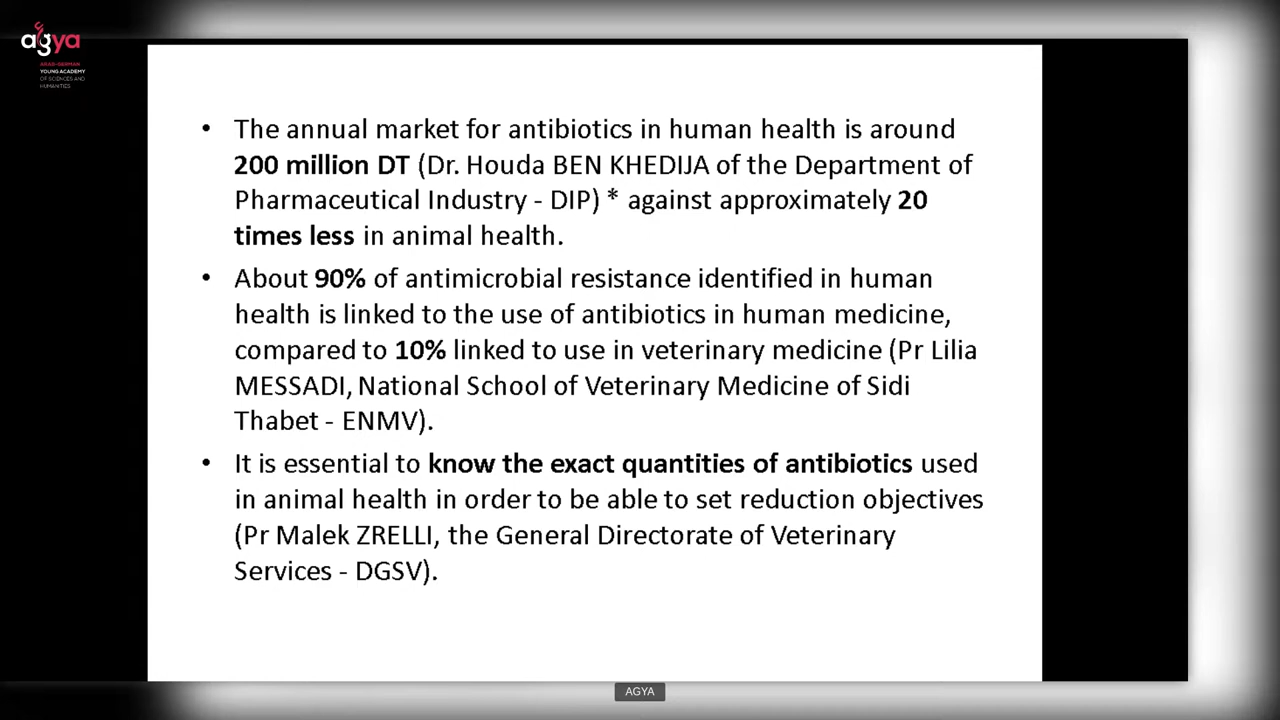 agya
ع
ARAB-GERMAN
YOUNG ACADEMY
OF SCIENCES AND
HUMANITIES
• The annual market for antibiotics in human health is around
200 million DT (Dr. Houda BEN KHEDIJA of the Department of
Pharmaceutical Industry - DIP) * against approximately 20
times less in animal health.
• About 90% of antimicrobial resistance identified in human
health is linked to the use of antibiotics in human medicine,
compared to 10% linked to use in veterinary medicine (Pr Lilia
MESSADI, National School of Veterinary Medicine of Sidi
Thabet - ENMV).
• It is essential to know the exact quantities of antibiotics used
in animal health in order to be able to set reduction objectives
(Pr Malek ZRELLI, the General Directorate of Veterinary
Services - DGSV).
AGYA